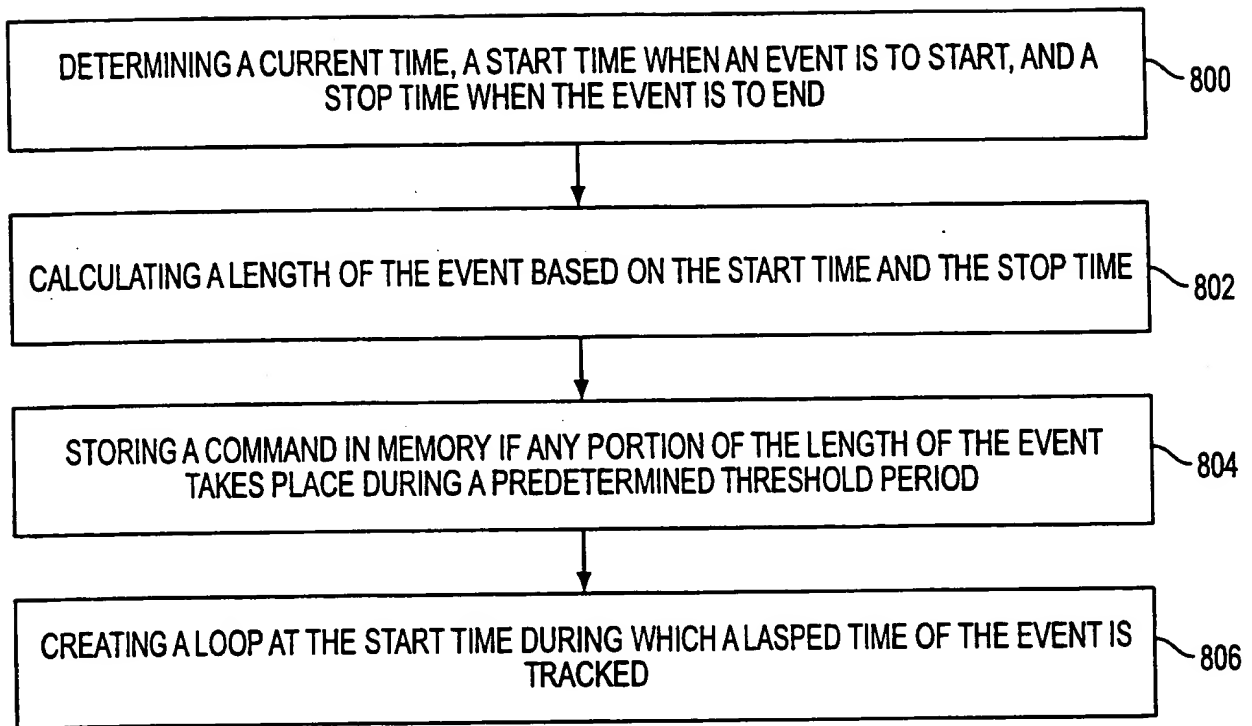 DETERMINING A CURRENT TIME, A START TIME WHEN AN EVENT IS TO START, AND A
STOP TIME WHEN THE EVENT IS TO END
800
CALCULATING A LENGTH OF THE EVENT BASED ON THE START TIME AND THE STOP TIME
802
STORING A COMMAND IN MEMORY IF ANY PORTION OF THE LENGTH OF THE EVENT
TAKES PLACE DURING A PREDETERMINED THRESHOLD PERIOD
804
CREATING A LOOP AT THE START TIME DURING WHICH A LASPED TIME OF THE EVENT IS
TRACKED
806